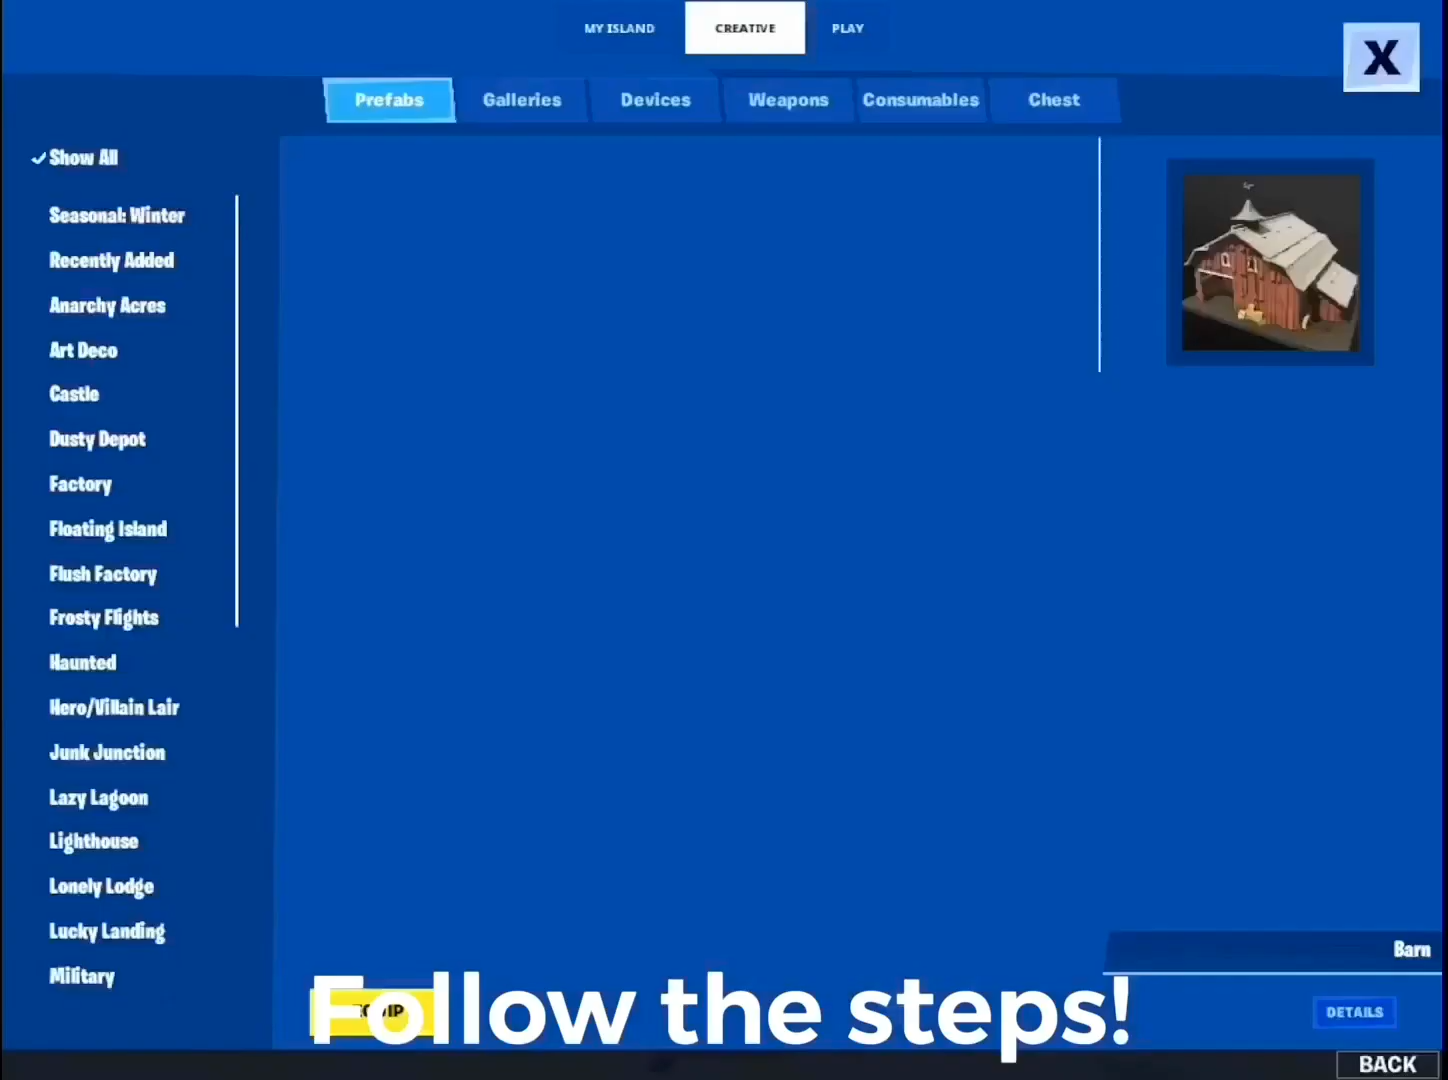 MY ISLAND
CREATIVE
PLAY
X
Prefabs
Galleries
Devices
Weapons
Consumables
Chest
Show All
Seasonal: Winter
Recently Added
Anarchy Acres
Art Deco
Castle
Dusty Depot
Factory
Floating Island
Flush Factory
Frosty Flights
Haunted
Hero/Villain Lair
Junk Junction
Lazy Lagoon
Lighthouse
Lonely Lodge
Lucky Landing
Military
Barn
Follow the steps!
DETAILS
BACK